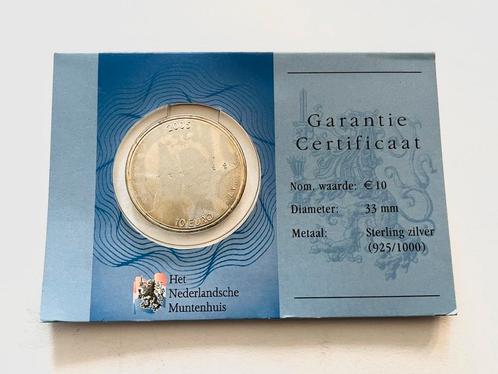 2005
10 EURO
Het
Nederlandsche
Muntenhuis
Garantie
Certificaat
Nom. waarde: € 10
Diameter: 33 mm
Metaal: Sterling zilver
(925/1000)